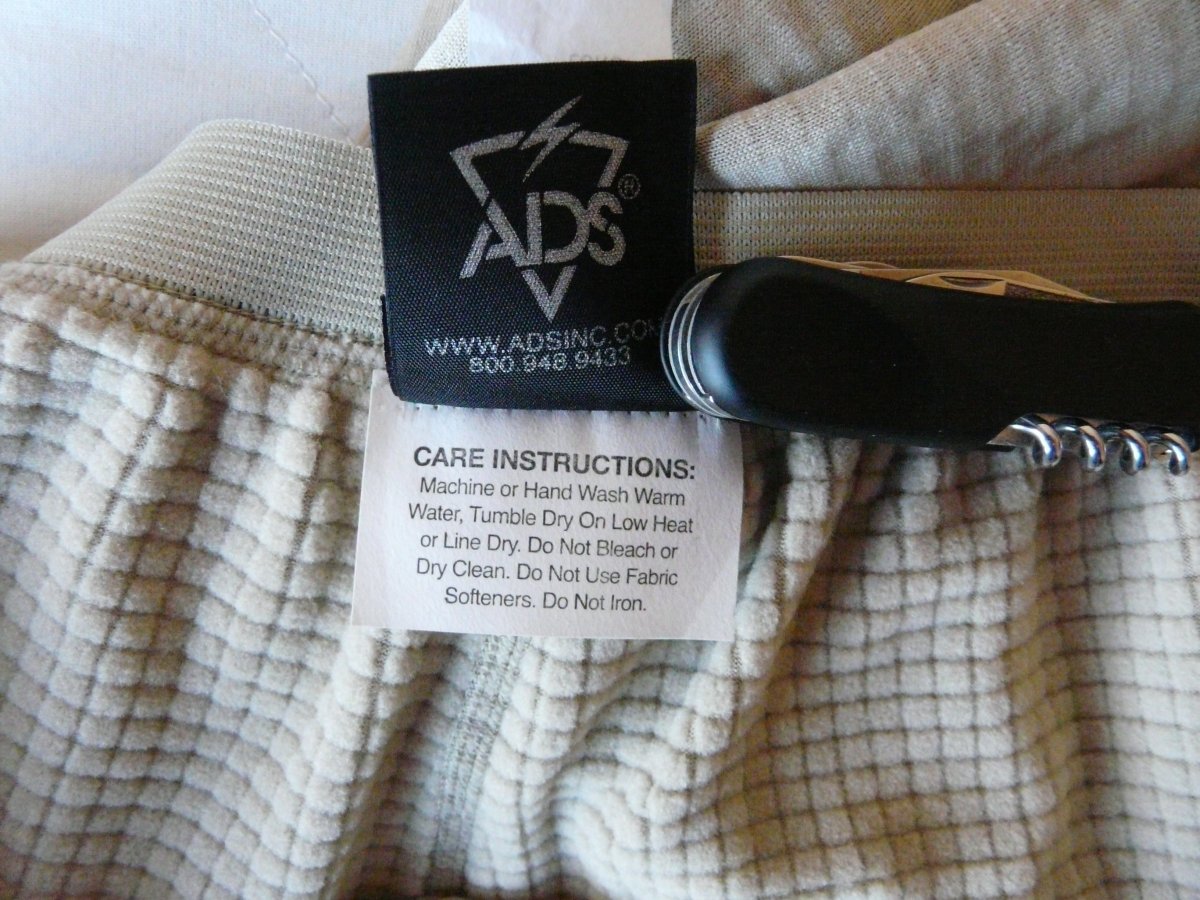 ADS®
WWW.ADSINC.COM
800.948.9433
CARE INSTRUCTIONS:
Machine or Hand Wash Warm
Water, Tumble Dry On Low Heat
or Line Dry. Do Not Bleach or
Dry Clean. Do Not Use Fabric
Softeners. Do Not Iron.